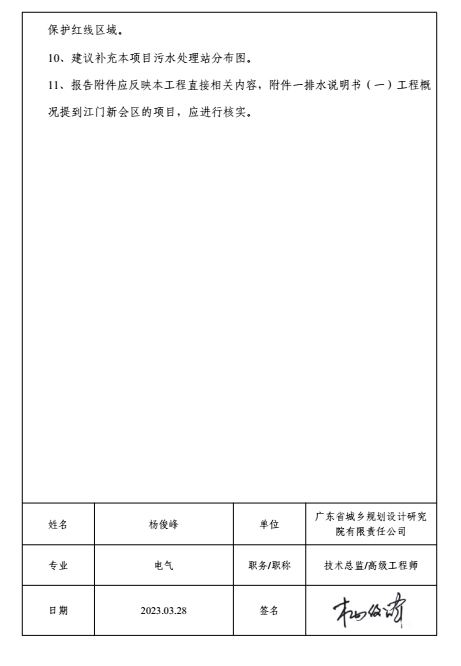 保护红线区域。
10、建议补充本项目污水处理站分布图。
11、报告附件应反映本工程直接相关内容，附件一排水说明书（一）工程概
况提到江门新会区的项目，应进行核实。
姓名 杨俊峰 单位 广东省城乡规划设计研究
院有限责任公司
专业 电气 职务/职称 技术总监/高级工程师
日期 2023.03.28 签名